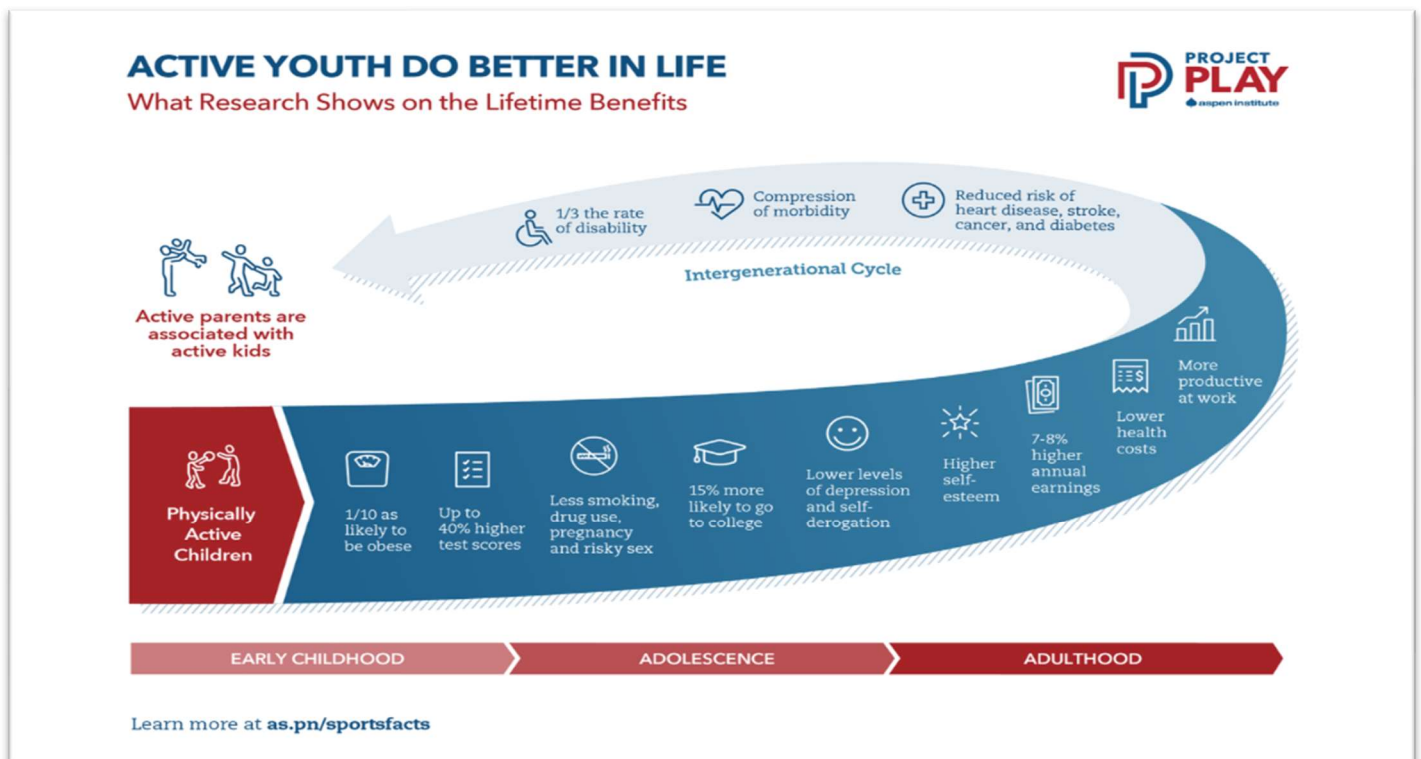 ACTIVE YOUTH DO BETTER IN LIFE
What Research Shows on the Lifetime Benefits
PROJECT
PLAY
aspen institute
1/3 the rate
of disability
Compression
of morbidity
Reduced risk of
heart disease, stroke,
cancer, and diabetes
Intergenerational Cycle
Active parents are
associated with
active kids
Physically
Active
Children
1/10 as
likely to
be obese
Up to
40% higher
test scores
Less smoking,
drug use,
pregnancy
and risky sex
15% more
likely to go
to college
Lower levels
of depression
and self-
derogation
Higher
self-
esteem
7-8%
higher
annual
earnings
Lower
health
costs
More
productive
at work
EARLY CHILDHOOD
ADOLESCENCE
ADULTHOOD
Learn more at as.pn/sportsfacts